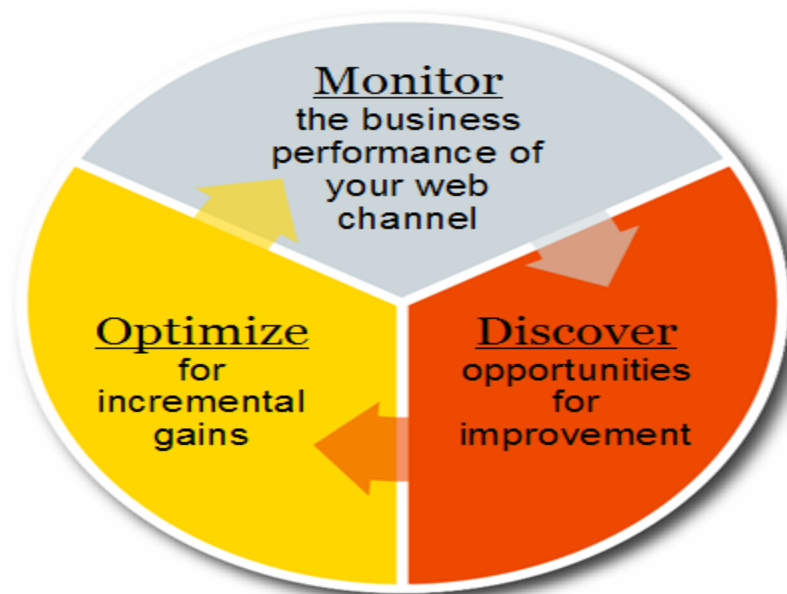 Monitor
the business
performance of
your web
channel
Discover
opportunities
for
improvement
Optimize
for
incremental
gains